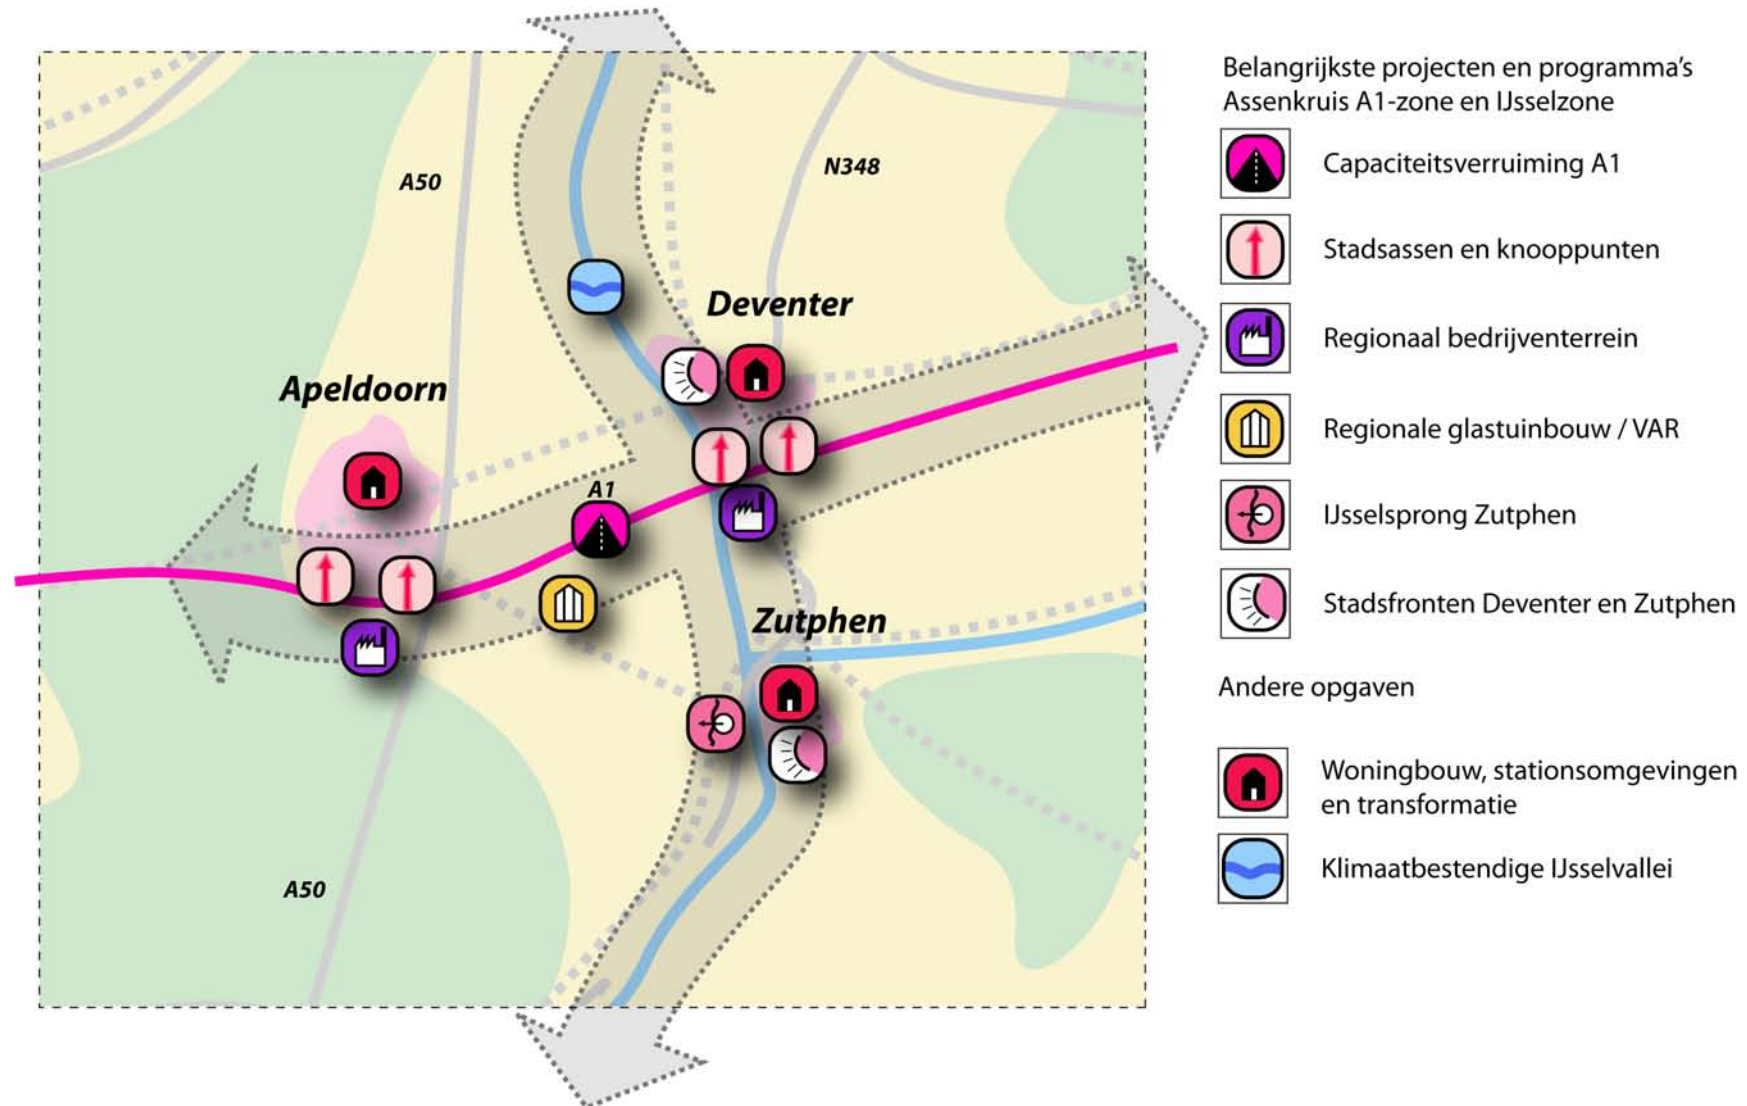 A50
N348
Deventer
Apeldoorn
A1
Zutphen
A50
Belangrijkste projecten en programma's
Assenkruis A1-zone en IJsselzone
Capaciteitsverruiming A1
Stadsassen en knooppunten
Regionaal bedrijventerrein
Regionale glastuinbouw / VAR
IJsselsprong Zutphen
Stadsfronten Deventer en Zutphen
Andere opgaven
Woningbouw, stationsomgevingen
en transformatie
Klimaatbestendige IJsselvallei